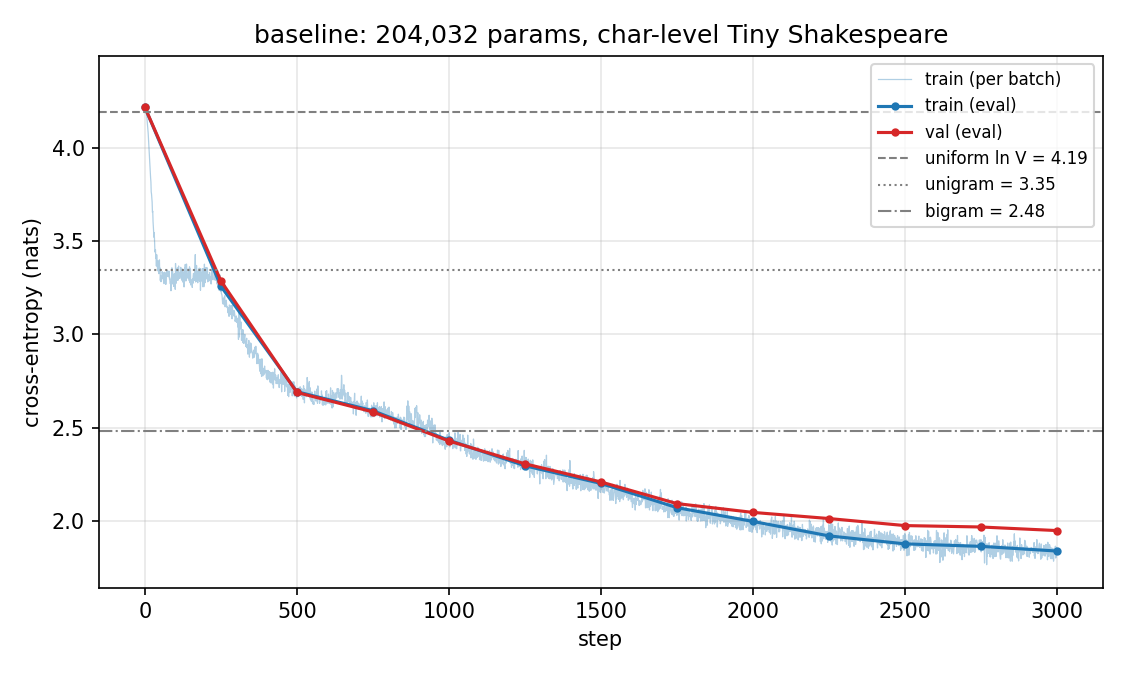 baseline: 204,032 params, char-level Tiny Shakespeare
train (per batch)
train (eval)
val (eval)
uniform ln V = 4.19
unigram = 3.35
bigram = 2.48
cross-entropy (nats)
4.0
3.5
3.0
2.5
2.0
0 500 1000 1500 2000 2500 3000
step